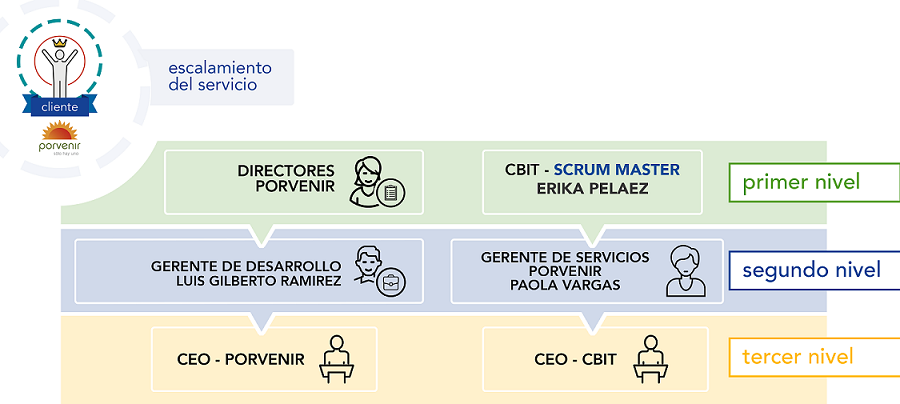 cliente
porvenir
escalamiento
del servicio
DIRECTORES
PORVENIR
CBIT - SCRUM MASTER
ERIKA PELAEZ
primer nivel
GERENTE DE DESARROLLO
LUIS GILBERTO RAMIREZ
GERENTE DE SERVICIOS
PORVENIR
PAOLA VARGAS
segundo nivel
CEO - PORVENIR
CEO - CBIT
tercer nivel